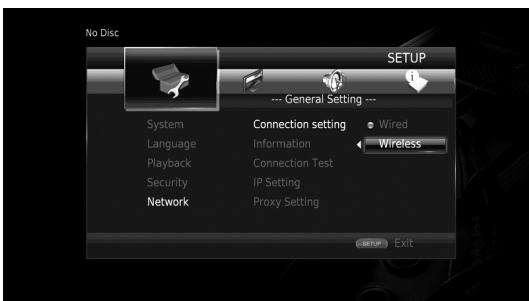 No Disc
SETUP
--- General Setting ---
System Connection setting Wired
Language Information Wireless
Playback Connection Test
Security IP Setting
Network Proxy Setting
SETUP Exit